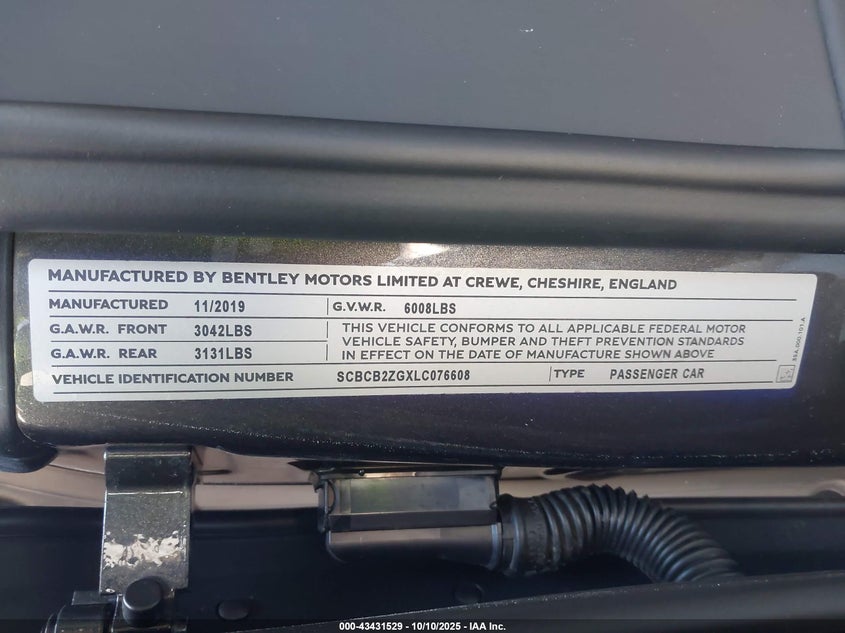 MANUFACTURED BY BENTLEY MOTORS LIMITED AT CREWE, CHESHIRE, ENGLAND
MANUFACTURED 11/2019 G.V.W.R. 6008LBS
G.A.W.R. FRONT 3042LBS
G.A.W.R. REAR 3131LBS
THIS VEHICLE CONFORMS TO ALL APPLICABLE FEDERAL MOTOR
VEHICLE SAFETY, BUMPER AND THEFT PREVENTION STANDARDS
IN EFFECT ON THE DATE OF MANUFACTURE SHOWN ABOVE
VEHICLE IDENTIFICATION NUMBER SCBCB2ZGXLC076608 TYPE PASSENGER CAR
000-43431529 - 10/10/2025 - IAA Inc.